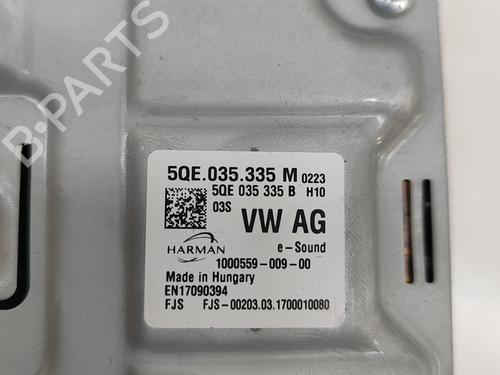 B-PARTS
5QE.035.335 M 0223
5QE 035 335 B H10
03S
VW AG
HARMAN
e-Sound
1000559-009-00
Made in Hungary
EN17090394
FJS FJS-00203.03.1700010080